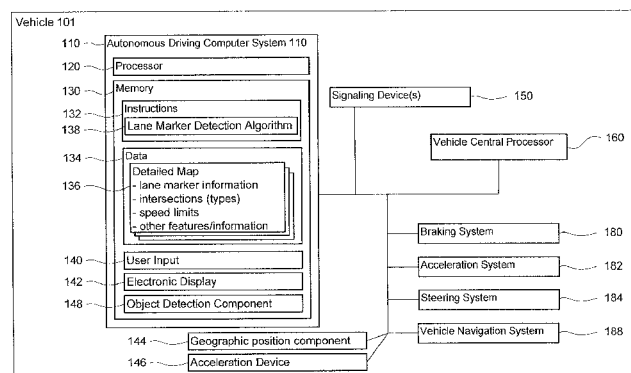 Vehicle 101
110
Autonomous Driving Computer System 110
120
Processor
130
Memory
132
Instructions
138
Lane Marker Detection Algorithm
134
Data
Detailed Map
136
- lane marker information
- intersections (types)
- speed limits
- other features/information
140
User Input
142
Electronic Display
148
Object Detection Component
144
Geographic position component
146
Acceleration Device
Signaling Device(s)
150
Vehicle Central Processor
160
Braking System
180
Acceleration System
182
Steering System
184
Vehicle Navigation System
188